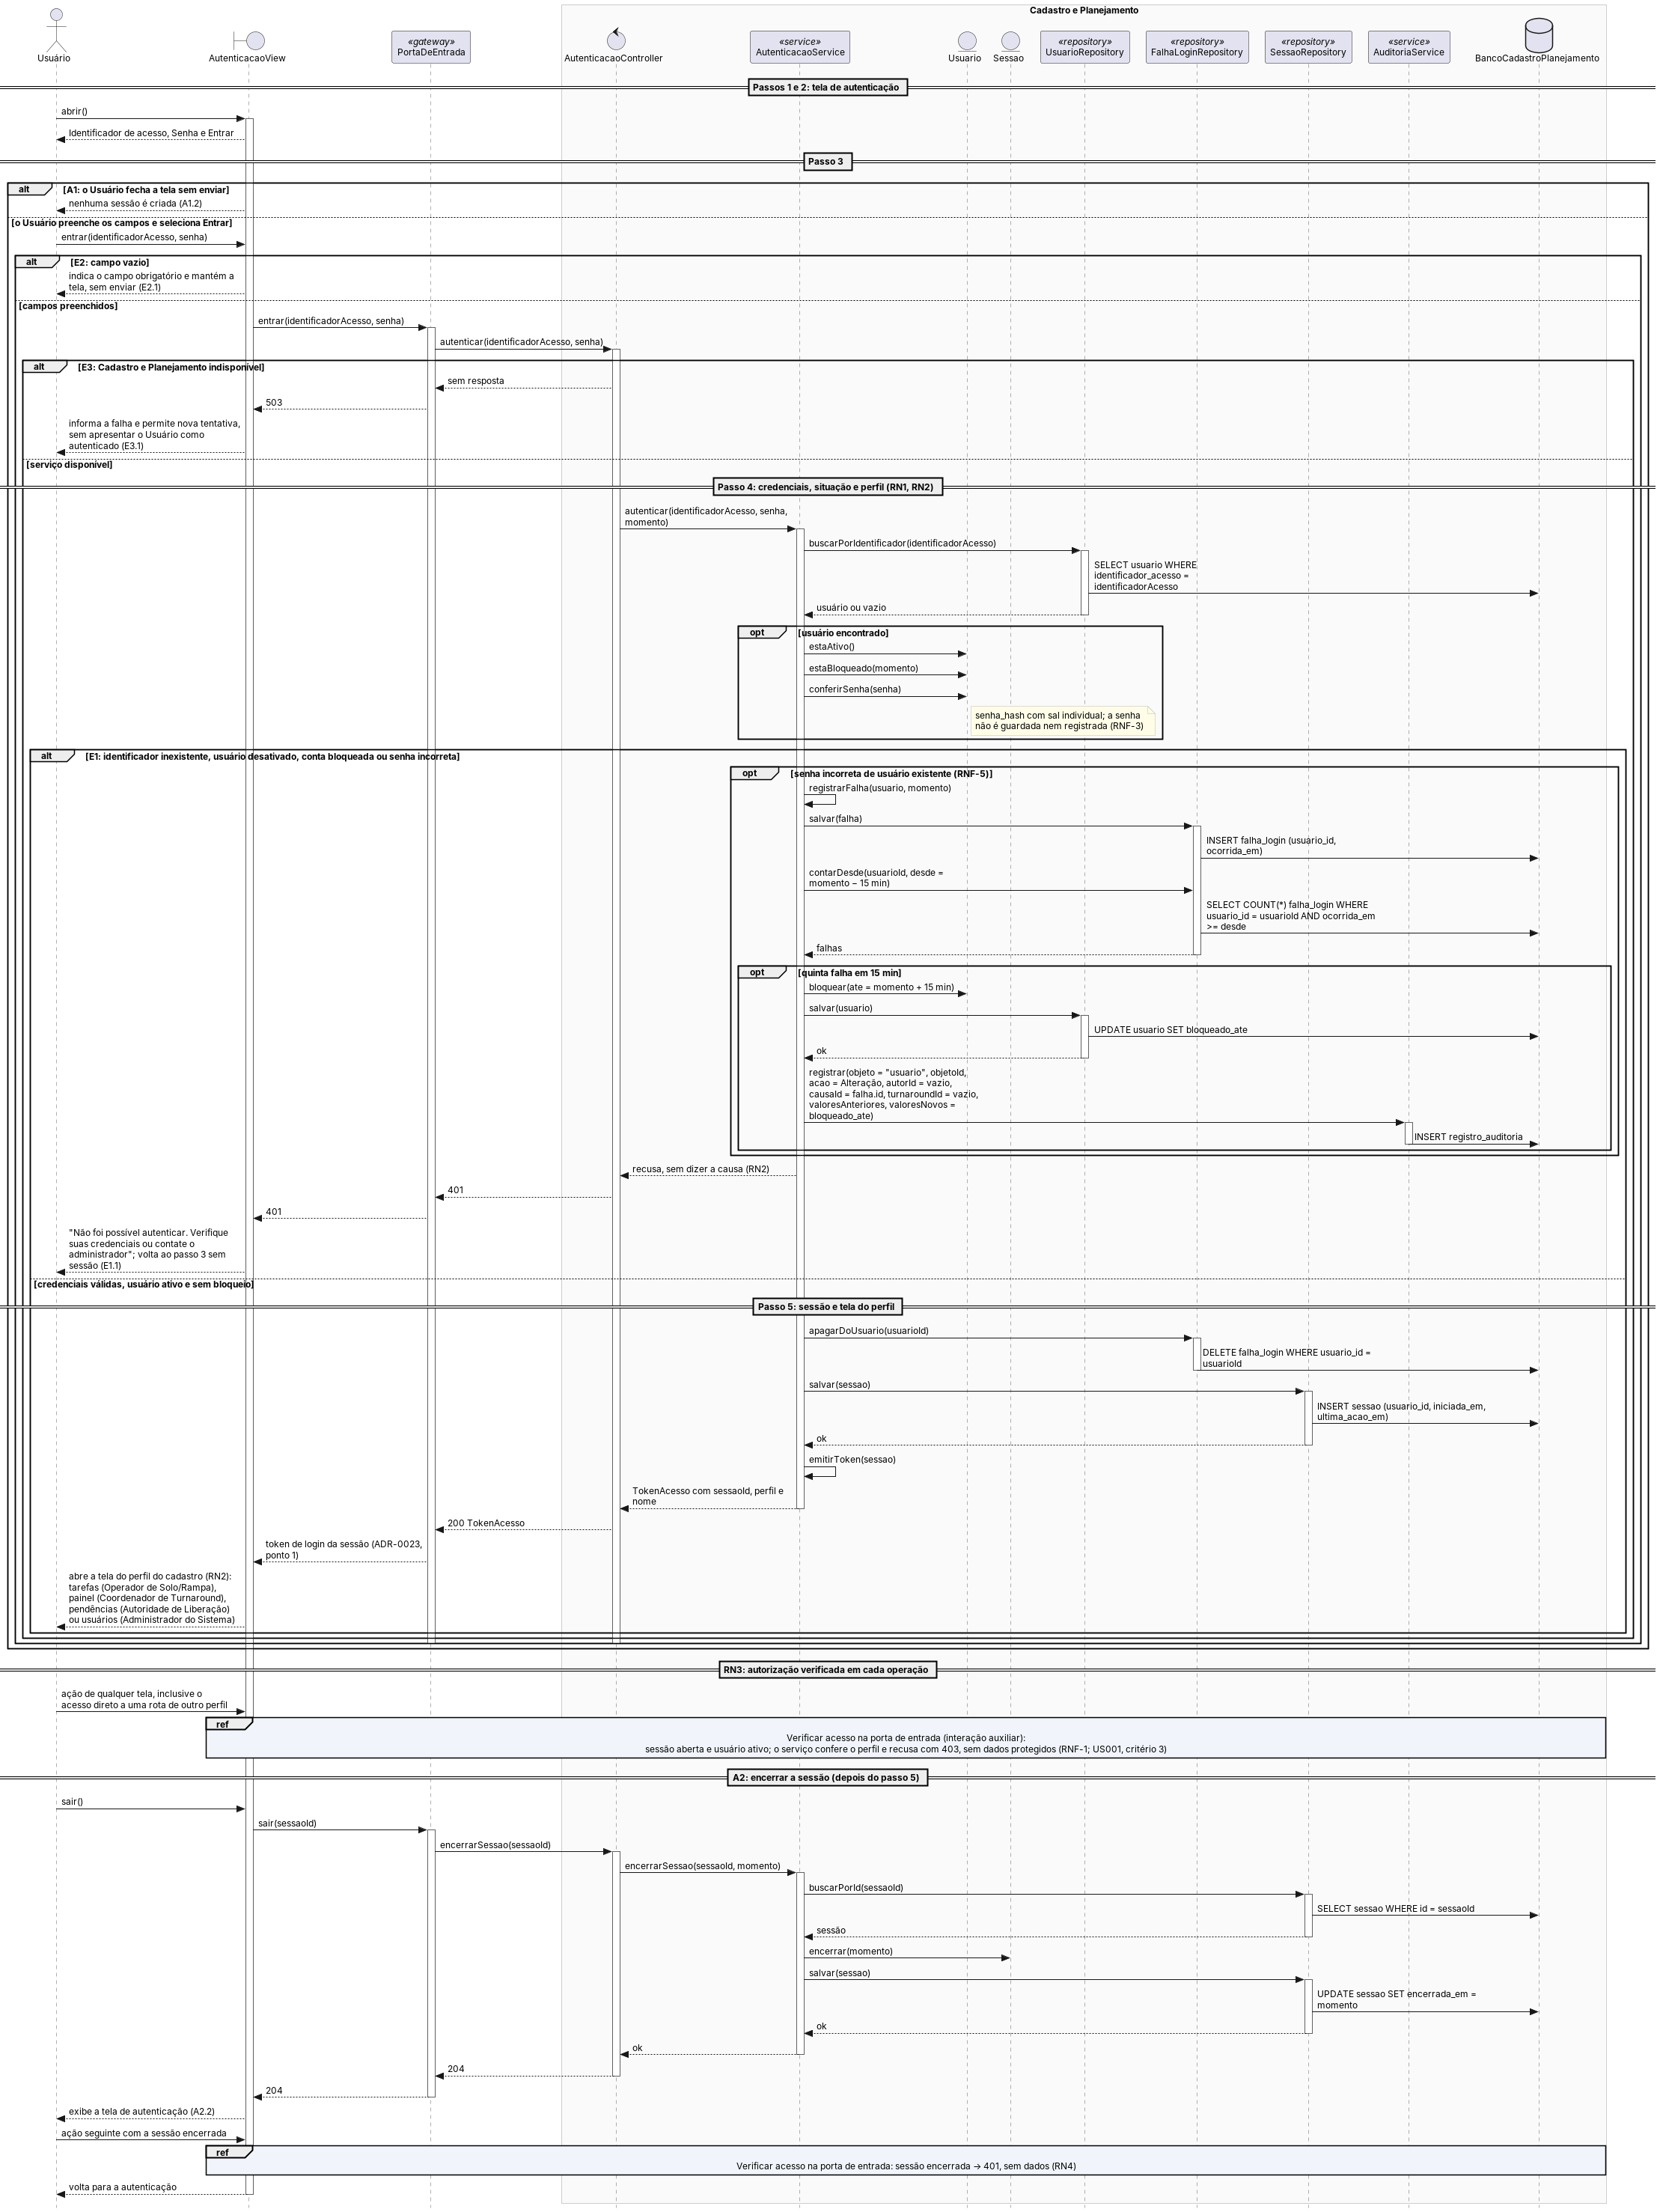 Cadastro e Planejamento
Usuário
AutenticacaoView
«gateway»
PortaDeEntrada
AutenticacaoController
«service»
AutenticacaoService
Usuario
Sessao
«repository»
UsuarioRepository
«repository»
FalhaLoginRepository
«repository»
SessaoRepository
«service»
AuditoriaService
BancoCadastroPlanejamento
Passos 1 e 2: tela de autenticação
abrir()
Identificador de acesso, Senha e Entrar
Passo 3
alt [A1: o Usuário fecha a tela sem enviar]
nenhuma sessão é criada (A1.2)
[o Usuário preenche os campos e seleciona Entrar]
entrar(identificadorAcesso, senha)
alt [E2: campo vazio]
indica o campo obrigatório e mantém a
tela, sem enviar (E2.1)
[campos preenchidos]
entrar(identificadorAcesso, senha)
autenticar(identificadorAcesso, senha)
alt [E3: Cadastro e Planejamento indisponível]
sem resposta
503
informa a falha e permite nova tentativa,
sem apresentar o Usuário como
autenticado (E3.1)
[serviço disponível]
Passo 4: credenciais, situação e perfil (RN1, RN2)
autenticar(identificadorAcesso, senha,
momento)
buscarPorIdentificador(identificadorAcesso)
SELECT usuario WHERE
identificador_acesso =
identificadorAcesso
usuário ou vazio
opt [usuário encontrado]
estaAtivo()
estaBloqueado(momento)
conferirSenha(senha)
senha_hash com sal individual; a senha
não é guardada nem registrada (RNF-3)
alt [E1: identificador inexistente, usuário desativado, conta bloqueada ou senha incorreta]
opt [senha incorreta de usuário existente (RNF-5)]
registrarFalha(usuario, momento)
salvar(falha)
INSERT falha_login (usuario_id,
ocorrida_em)
contarDesde(usuarioId, desde =
momento − 15 min)
SELECT COUNT(*) falha_login WHERE
usuario_id = usuarioId AND ocorrida_em
>= desde
falhas
opt [quinta falha em 15 min]
bloquear(ate = momento + 15 min)
salvar(usuario)
UPDATE usuario SET bloqueado_ate
ok
registrar(objeto = "usuario", objetoId,
acao = Alteração, autorId = vazio,
causaId = falha.id, turnaroundId = vazio,
valoresAnteriores, valoresNovos =
bloqueado_ate)
INSERT registro_auditoria
recusa, sem dizer a causa (RN2)
401
401
"Não foi possível autenticar. Verifique
suas credenciais ou contate o
administrador"; volta ao passo 3 sem
sessão (E1.1)
[credenciais válidas, usuário ativo e sem bloqueio]
Passo 5: sessão e tela do perfil
apagarDoUsuario(usuarioId)
DELETE falha_login WHERE usuario_id =
usuarioId
salvar(sessao)
INSERT sessao (usuario_id, iniciada_em,
ultima_acao_em)
ok
emitirToken(sessao)
TokenAcesso com sessaoId, perfil e
nome
200 TokenAcesso
token de login da sessão (ADR-0023,
ponto 1)
abre a tela do perfil do cadastro (RN2):
tarefas (Operador de Solo/Rampa),
painel (Coordenador de Turnaround),
pendências (Autoridade de Liberação)
ou usuários (Administrador do Sistema)
RN3: autorização verificada em cada operação
ação de qualquer tela, inclusive o
acesso direto a uma rota de outro perfil
ref
Verificar acesso na porta de entrada (interação auxiliar):
sessão aberta e usuário ativo; o serviço confere o perfil e recusa com 403, sem dados protegidos (RNF-1; US001, critério 3)
A2: encerrar a sessão (depois do passo 5)
sair()
sair(sessaoId)
encerrarSessao(sessaoId)
encerrarSessao(sessaoId, momento)
buscarPorId(sessaoId)
SELECT sessao WHERE id = sessaoId
sessão
encerrar(momento)
salvar(sessao)
UPDATE sessao SET encerrada_em =
momento
ok
ok
204
204
exibe a tela de autenticação (A2.2)
ação seguinte com a sessão encerrada
ref
Verificar acesso na porta de entrada: sessão encerrada → 401, sem dados (RN4)
volta para a autenticação